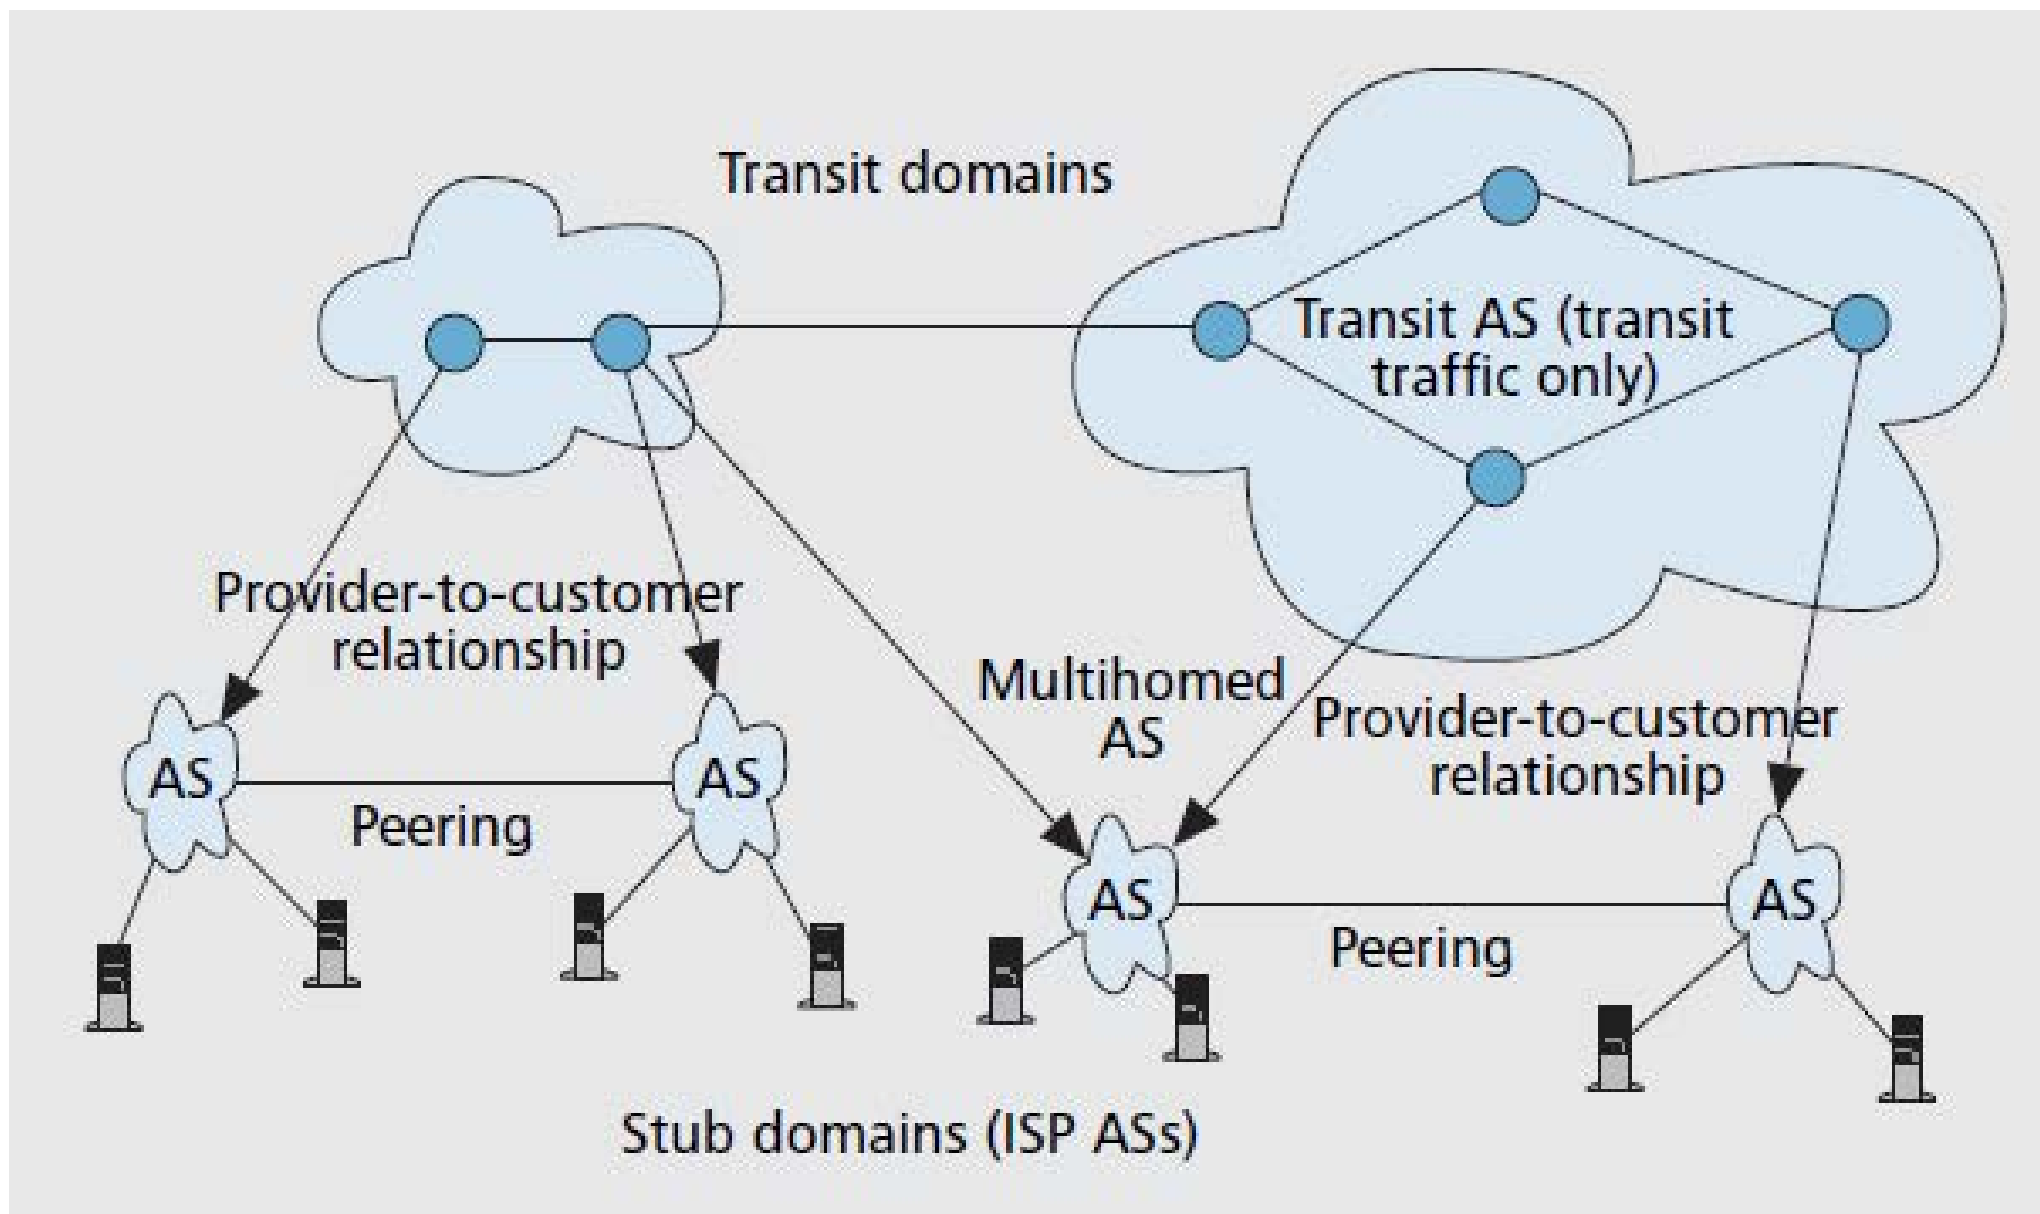 Transit domains
Transit AS (transit
traffic only)
Provider-to-customer
relationship
Multihomed
AS
Provider-to-customer
relationship
AS
AS
Peering
AS
AS
Peering
Stub domains (ISP ASs)